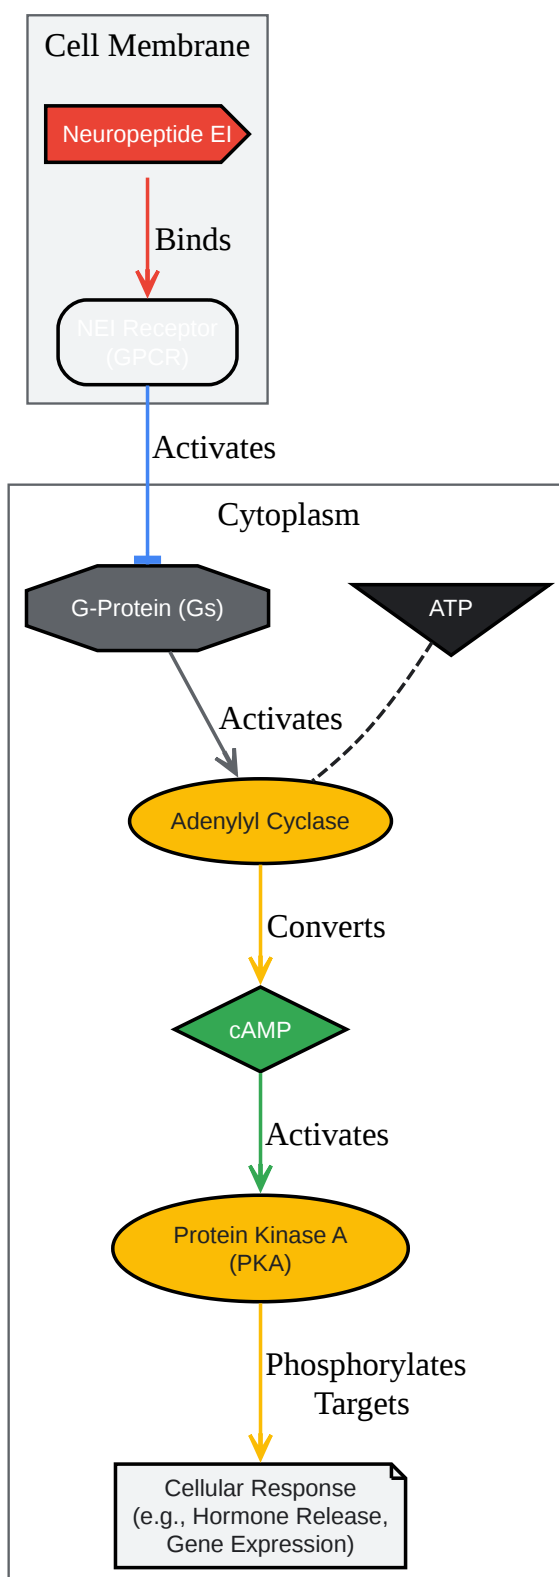 Cell Membrane
Neuropeptide EI
Binds
NEI Receptor
(GPCR)
Activates
Cytoplasm
G-Protein (Gs)
ATP
Activates
Adenylyl Cyclase
Converts
cAMP
Activates
Protein Kinase A
(PKA)
Phosphorylates
Targets
Cellular Response
(e.g., Hormone Release,
Gene Expression)